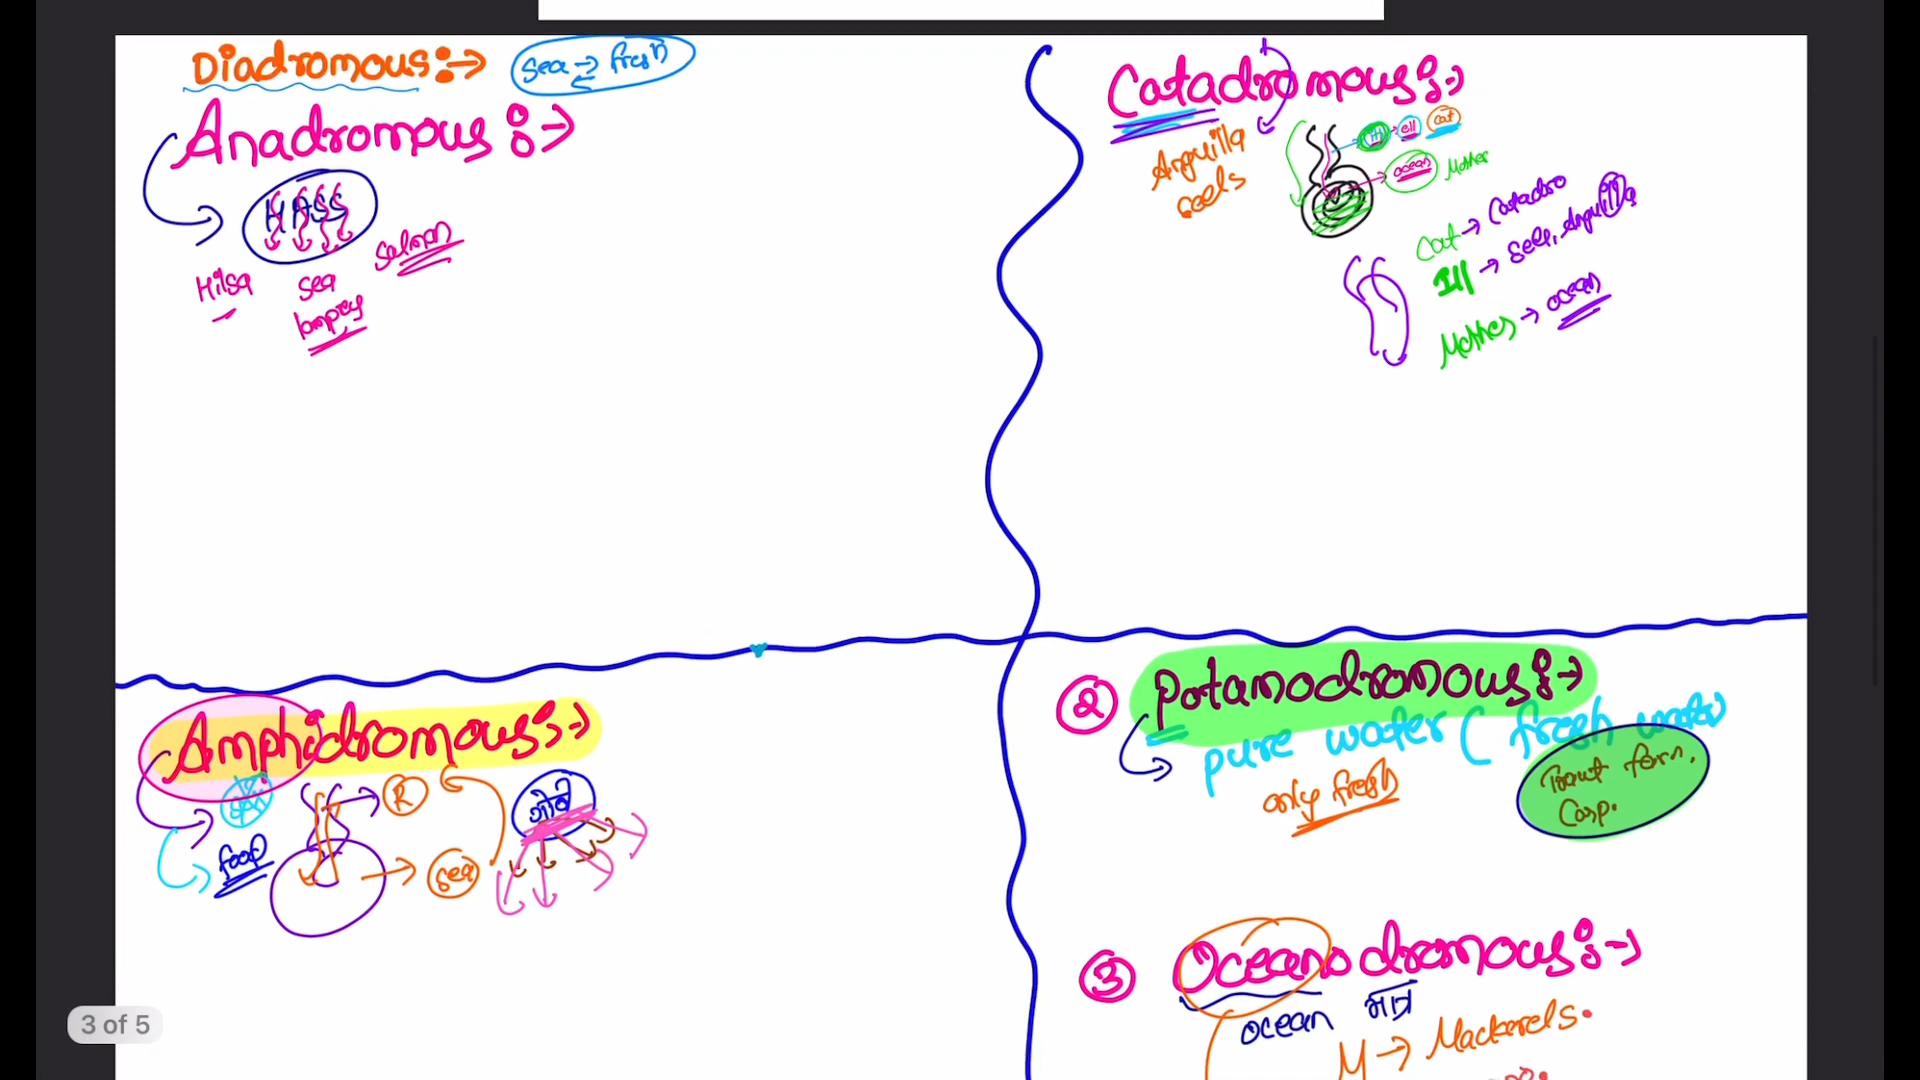 Diadromous :→ sea → fresh
Anadromous :→
HASS
Hilsa sea salmon
lamprey
Catadromous :→
Anguilla
eels
ill → ell cat
ocean Mother
Cat → Catadro
Ill → eels, Anguilla
Mother → ocean
Amphidromous :→
R
food
sea
② Potamodromous :→
pure water ( fresh water
only fresh
Trout farm.
Carp.
③ Oceanodromous :→
ocean मात्र
M → Mackerels.
3 of 5